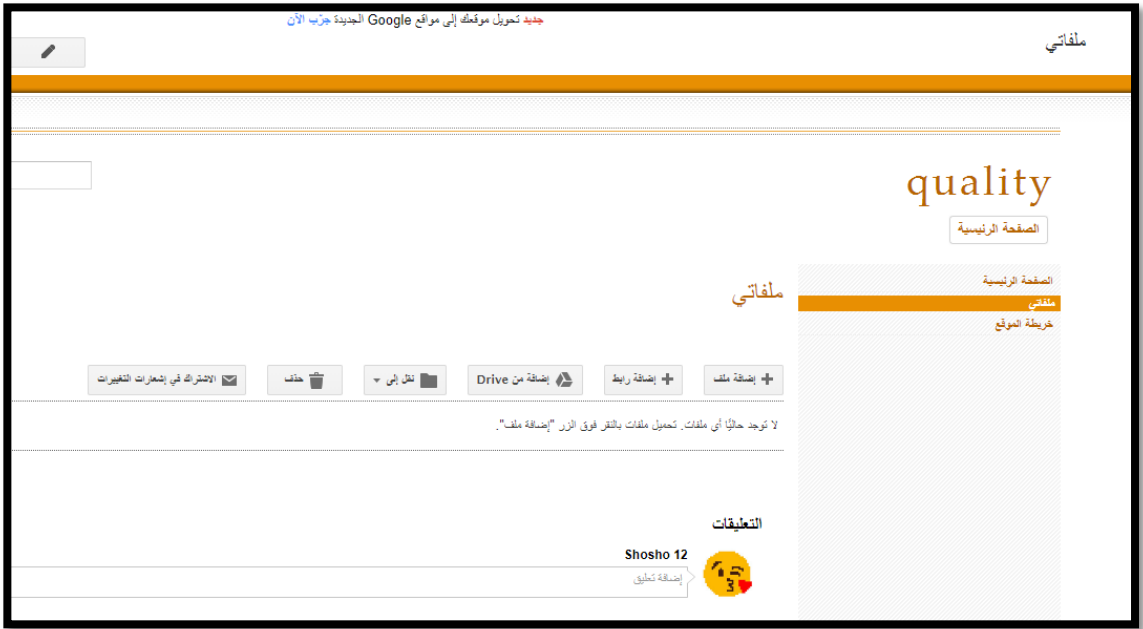 جديد تحويل موقعك إلى مواقع Google الجديدة جرّب الآن
ملفاتي
quality
الصفحة الرئيسية
الصفحة الرئيسية
ملفاتي
خريطة الموقع
ملفاتي
إضافة ملف
إضافة رابط
إضافة من Drive
نقل إلى
حذف
الاشتراك في إشعارات التغييرات
لا توجد حاليًا أي ملفات. تحميل ملفات بالنقر فوق الزر "إضافة ملف".
التعليقات
Shosho 12
إضافة تعليق